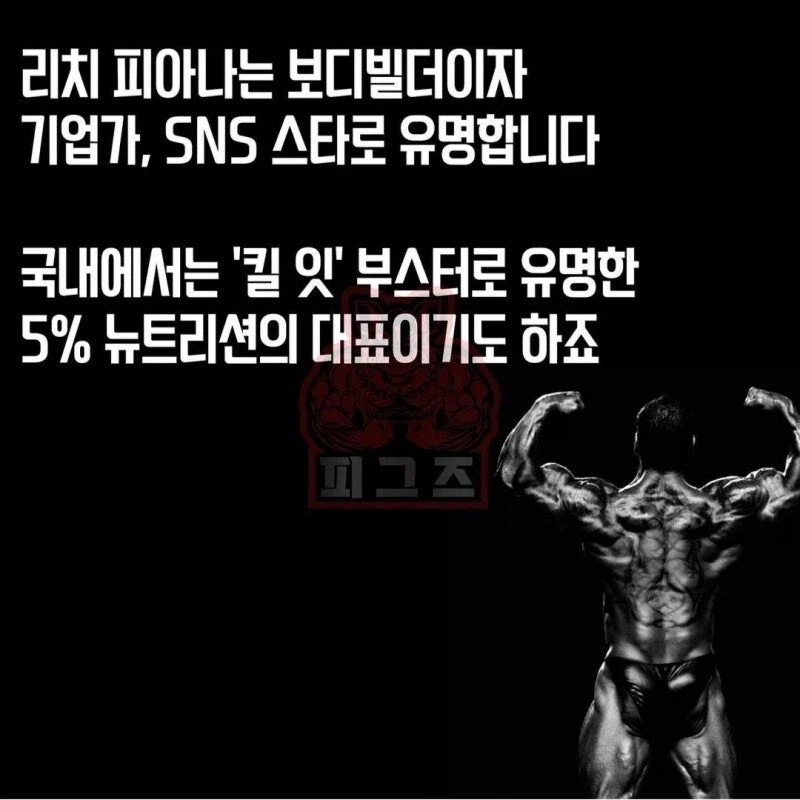 리치 피아나는 보디빌더이자
기업가, SNS 스타로 유명합니다
국내에서는 '킬 잇' 부스터로 유명한
5% 뉴트리션의 대표이기도 하죠
피그즈